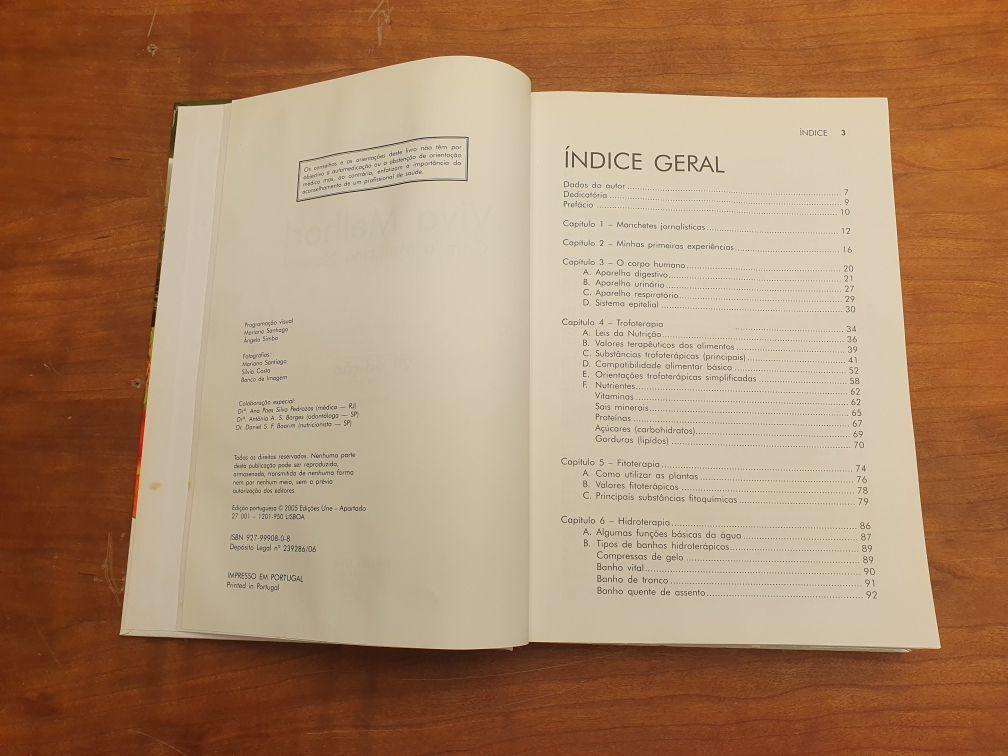 Os conselhos e as orientações deste livro não têm por
objectivo a automedicação ou a abstenção de orientação
médica mas, ao contrário, enfatizam a importância do
aconselhamento de um profissional de saúde.
Programação visual
Mariano Santiago
Ângelo Simba
Fotografias:
Mariano Santiago
Sílvia Costa
Banco de Imagem
Colaboração especial:
Drª. Ana Paes Silva Pedrozas (médica — RJ)
Drª. Antônia A. S. Borges (odontóloga — SP)
Dr. Daniel S. F. Boarim (nutricionista — SP)
Todos os direitos reservados. Nenhuma parte
desta publicação pode ser reproduzida,
armazenada, transmitida de nenhuma forma
nem por nenhum meio, sem a prévia
autorização dos editores.
Edição portuguesa © 2005 Edições Une – Apartado
27 001 – 1201-950 LISBOA
ISBN 927-99908-0-8
Depósito Legal nº 239286/06
IMPRESSO EM PORTUGAL
Printed in Portugal
ÍNDICE 3
ÍNDICE GERAL
Dados do autor 7
Dedicatória 9
Prefácio 10
Capítulo 1 – Manchetes jornalísticas 12
Capítulo 2 – Minhas primeiras experiências 16
Capítulo 3 – O corpo humano 20
A. Aparelho digestivo 21
B. Aparelho urinário 27
C. Aparelho respiratório 29
D. Sistema epitelial 30
Capítulo 4 – Trofoterapia 34
A. Leis da Nutrição 36
B. Valores terapêuticos dos alimentos 39
C. Substâncias trofoterápicas (principais) 41
D. Compatibilidade alimentar básica 52
E. Orientações trofoterápicas simplificadas 58
F. Nutrientes 62
Vitaminas 62
Sais minerais 65
Proteínas 67
Açúcares (carbohidratos) 69
Gorduras (lipídos) 70
Capítulo 5 – Fitoterapia 74
A. Como utilizar as plantas 76
B. Valores fitoterápicos 78
C. Principais substâncias fitoquímicas 79
Capítulo 6 – Hidroterapia 86
A. Algumas funções básicas da água 87
B. Tipos de banhos hidroterápicos 89
Compressas de gelo 89
Banho vital 90
Banho de tronco 91
Banho quente de assento 92